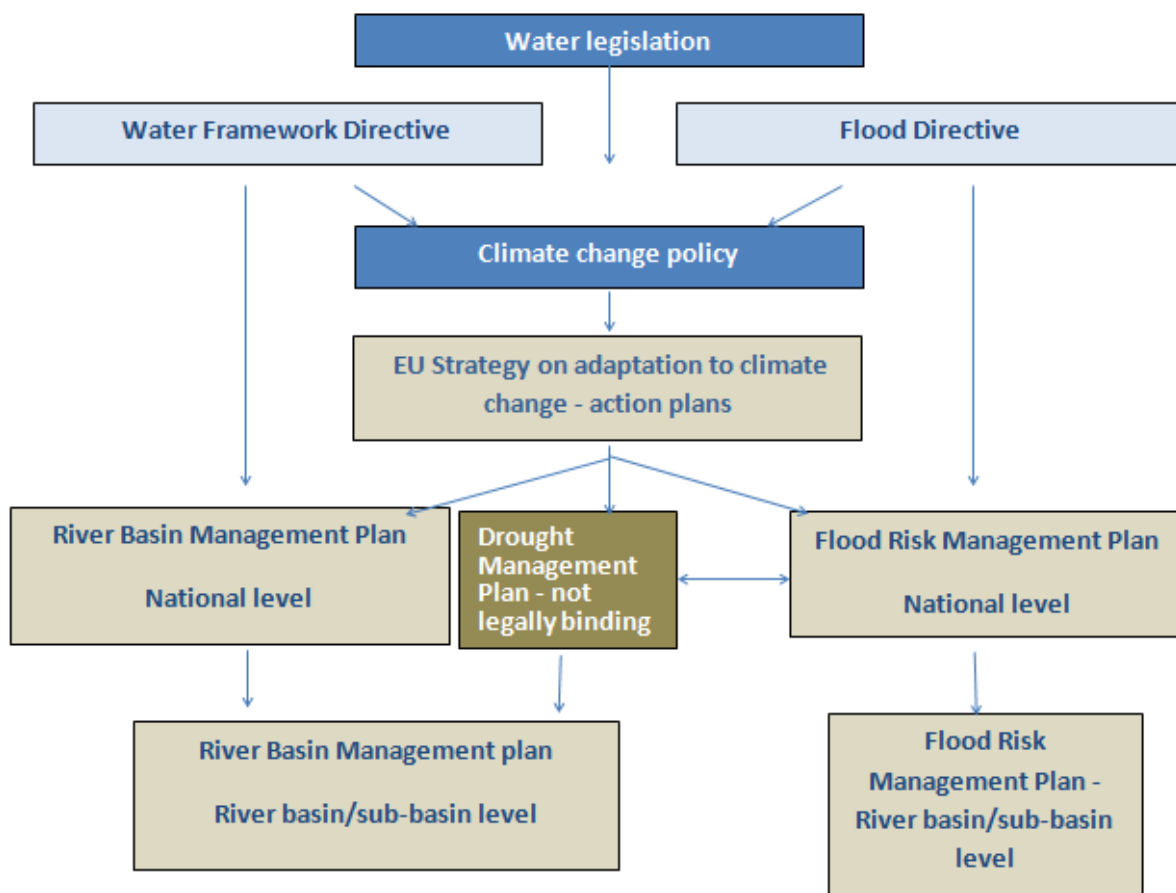 Water legislation
Water Framework Directive
Flood Directive
Climate change policy
EU Strategy on adaptation to climate
change - action plans
River Basin Management Plan
National level
Drought
Management
Plan - not
legally binding
Flood Risk Management Plan
National level
River Basin Management plan
River basin/sub-basin level
Flood Risk
Management Plan -
River basin/sub-basin
level